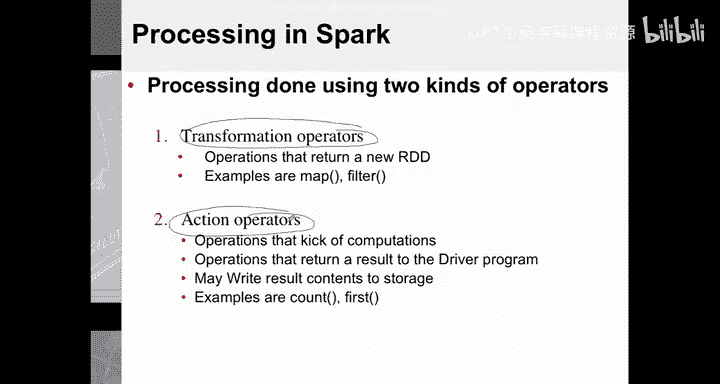 Processing in Spark
bilibili
• Processing done using two kinds of operators
1. Transformation operators
• Operations that return a new RDD
• Examples are map(), filter()
2. Action operators
• Operations that kick of computations
• Operations that return a result to the Driver program
• May Write result contents to storage
• Examples are count(), first()